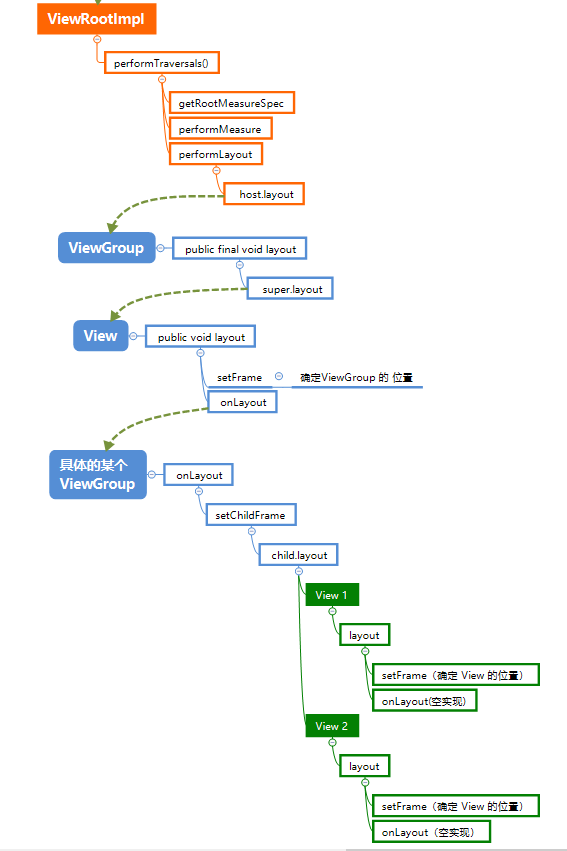 ViewRootImpl
performTraversals()
getRootMeasureSpec
performMeasure
performLayout
host.layout
ViewGroup
public final void layout
super.layout
View
public void layout
setFrame
确定ViewGroup 的 位置
onLayout
具体的某个
ViewGroup
onLayout
setChildFrame
child.layout
View 1
layout
setFrame（确定 View 的位置）
onLayout(空实现)
View 2
layout
setFrame（确定 View 的位置）
onLayout（空实现）